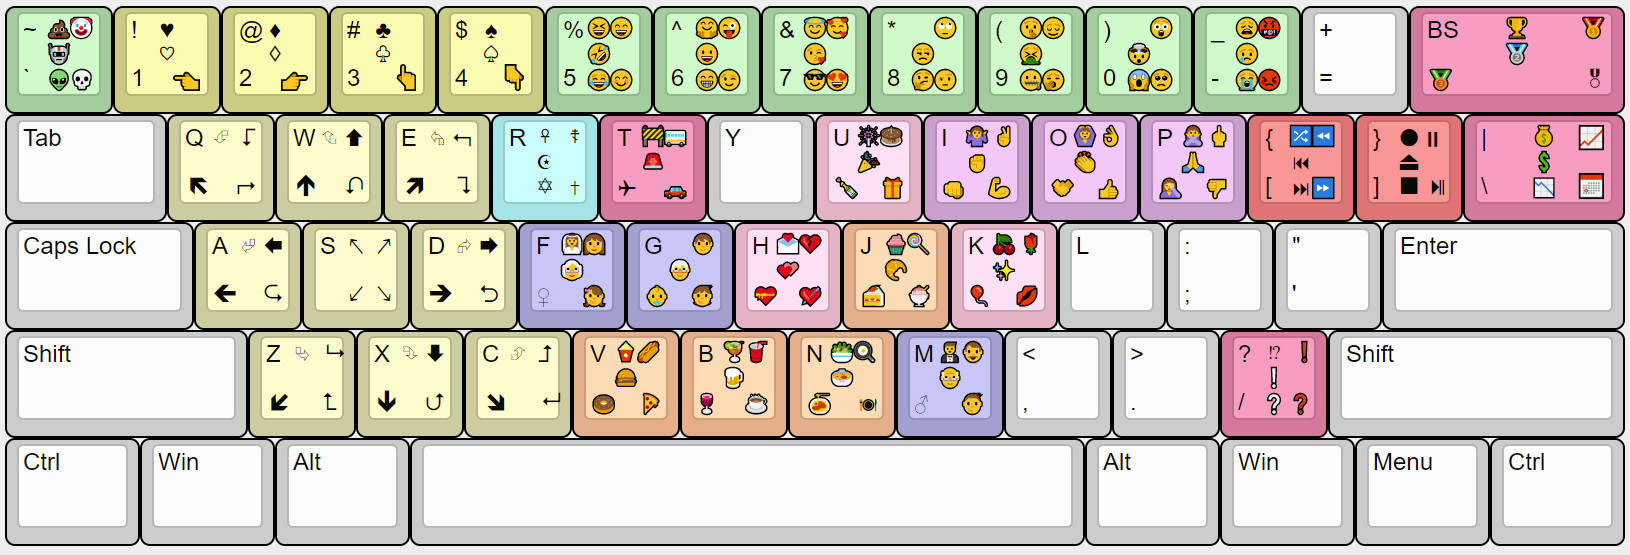 ~ 💩🤡 ! ♥ @ ♦ # ♣ $ ♠ % 😆😄 ^ 🤗😜 & 😇🥰 * 🙄 ( 🤫😔 ) 😲 _ 😩🤬 + BS 🏆 🏅
🤖 ♡ ◊ ♧ ♤ 🤣 😀 😘 😒 🤮 🤯 😢 🥈
` 👽💀 1 👈 2 👉 3 👆 4 👇 5 😂😊 6 😁😉 7 😎😍 8 🤔🤨 9 🤐🥱 0 😱🥺 - 😭😡 = 🥉 🎖
Tab Q W ⬆ E R ♀ ☦ T 🚧🚌 Y U 🎆🎂 I 🤷✌ O 🙆👌 P 🙅🖕 { 🔀⏪ } ⏺⏸ | 💰 📈
☪ 🚨 🎉 ✊ 👏 🙏 ⏮ ⏏ 💲
↖ ↱ ⬆ ↗ ↴ ✡ † ✈ 🚗 🍾 🎁 👊 💪 🤝 👍 🤦 👎 [ ⏭⏩ ] ⏹ ⏯ \ 📉 📅
Caps Lock A ⬅ S ↖ ↗ D ➡ F 👰👩 G 🧑 H 💌💔 J 🧁🍭 K 🍒🌹 L : " Enter
👵 🧓 💕 🥐 ✨
⬅ ↪ ↙ ↘ ➡ ↩ ♀ 👧 👶 🧒 💝 💘 🍰 🍨 🎈 💋 ; '
Shift Z X ⬇ C V 🍿🌭 B 🍹🥤 N 🥗🍳 M 🤵👨 < > ? ⁉ ❗ Shift
🍔 🍺 🍲 👴 ❕
↙ ⬇ ↘ ↵ 🍩 🍕 🍷 ☕ 🍽 ♂ 👦 , . / ❔ ❓
Ctrl Win Alt Alt Win Menu Ctrl